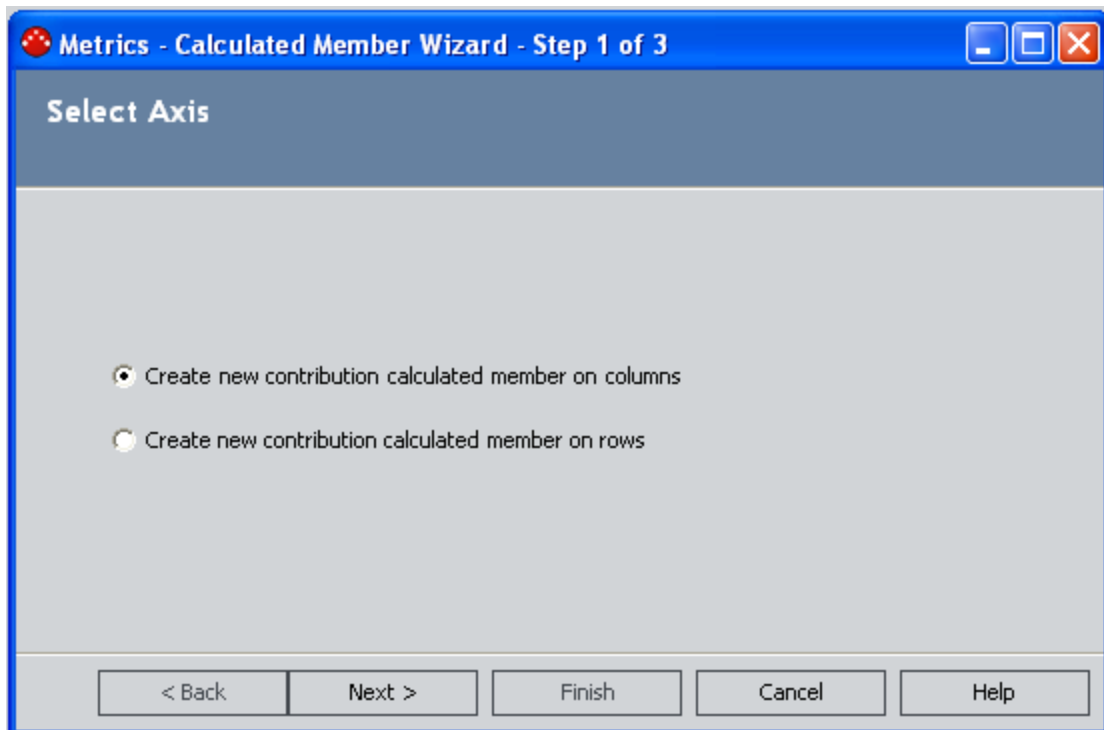 Metrics - Calculated Member Wizard - Step 1 of 3
Select Axis
Create new contribution calculated member on columns
Create new contribution calculated member on rows
< Back
Next >
Finish
Cancel
Help